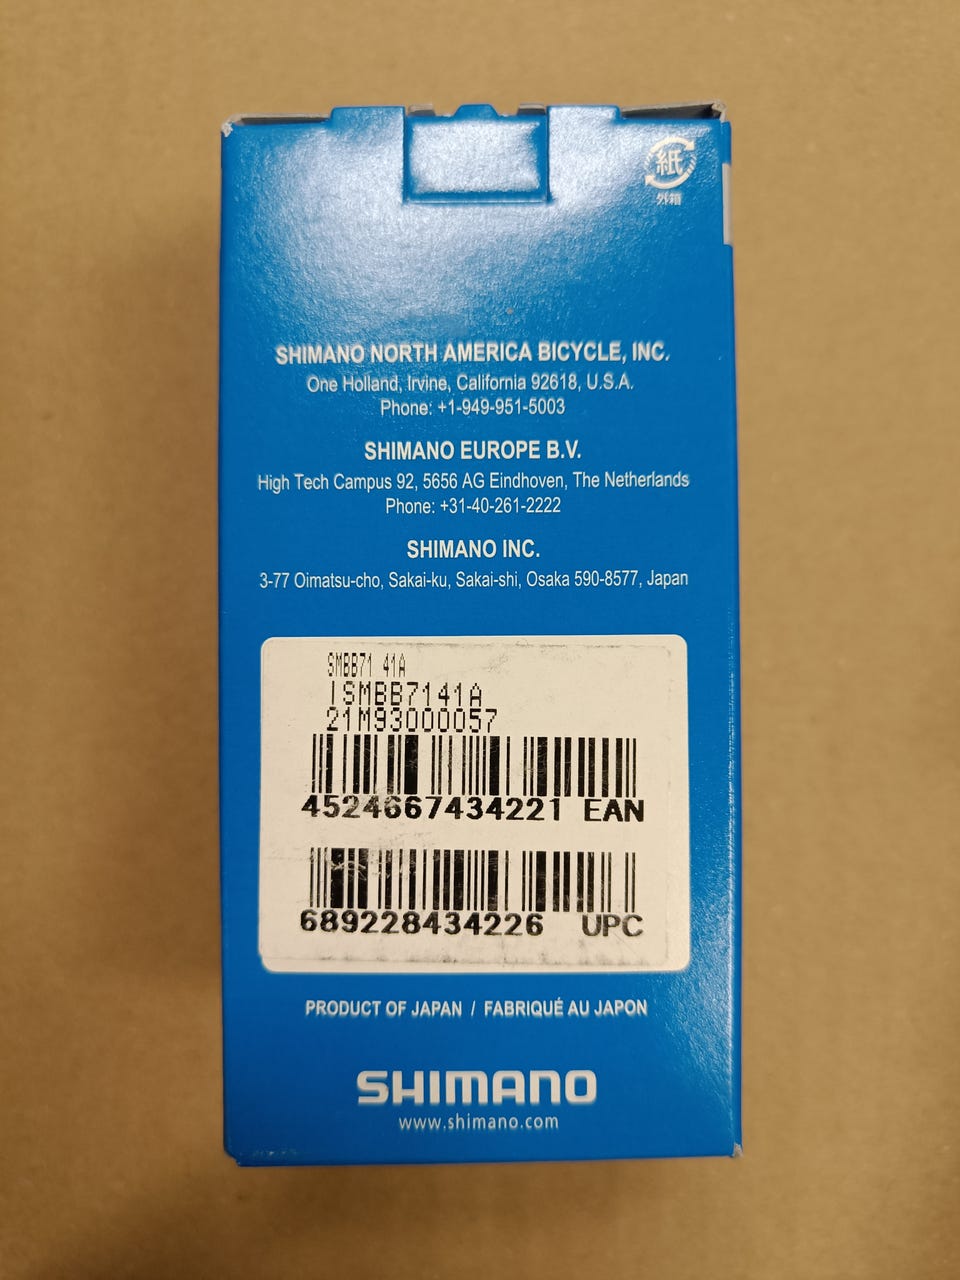 紙
外箱
SHIMANO NORTH AMERICA BICYCLE, INC.
One Holland, Irvine, California 92618, U.S.A.
Phone: +1-949-951-5003
SHIMANO EUROPE B.V.
High Tech Campus 92, 5656 AG Eindhoven, The Netherlands
Phone: +31-40-261-2222
SHIMANO INC.
3-77 Oimatsu-cho, Sakai-ku, Sakai-shi, Osaka 590-8577, Japan
SMBB71 41A
ISMBB7141A
21M93000057
4524667434221 EAN
689228434226 UPC
PRODUCT OF JAPAN / FABRIQUÉ AU JAPON
SHIMANO
www.shimano.com